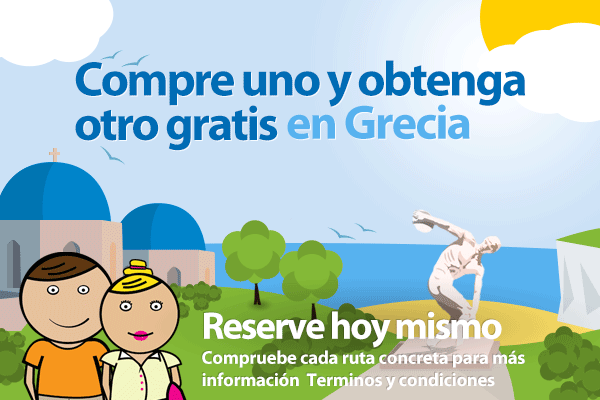 Compre uno y obtenga
otro gratis en Grecia
Reserve hoy mismo
Compruebe cada ruta concreta para más
información Terminos y condiciones